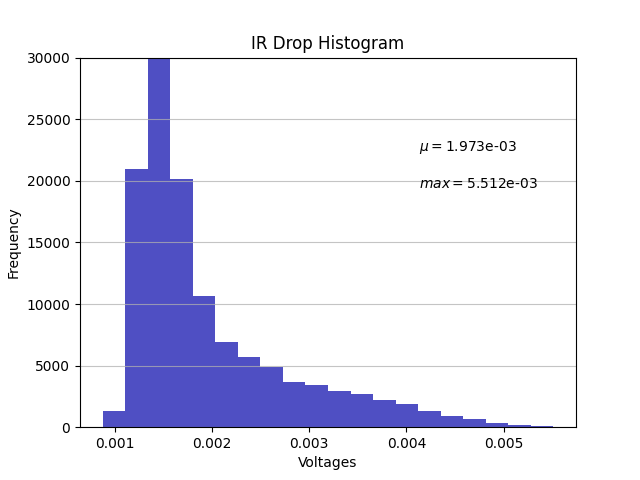 IR Drop Histogram
30000
25000
20000
15000
10000
5000
0
Frequency
μ = 1.973e-03
max = 5.512e-03
0.001 0.002 0.003 0.004 0.005
Voltages